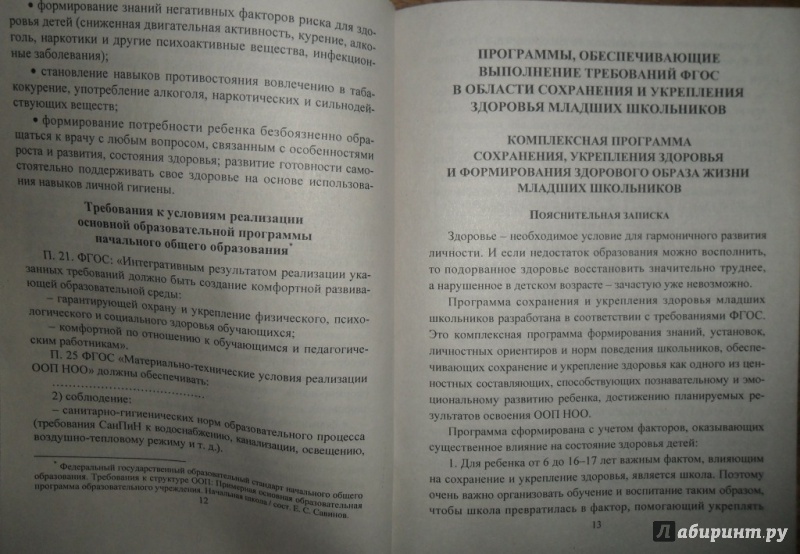 • формирование знаний негативных факторов риска для здо-
ровья детей (сниженная двигательная активность, курение, алко-
голь, наркотики и другие психоактивные вещества, инфекцион-
ные заболевания);
• становление навыков противостояния вовлечению в таба-
кокурение, употребление алкоголя, наркотических и сильнодей-
ствующих веществ;
• формирование потребности ребенка безбоязненно обра-
щаться к врачу с любым вопросом, связанным с особенностями
роста и развития, состояния здоровья; развитие готовности само-
стоятельно поддерживать свое здоровье на основе использова-
ния навыков личной гигиены.
Требования к условиям реализации
основной образовательной программы
начального общего образования*
П. 21. ФГОС: «Интегративным результатом реализации ука-
занных требований должно быть создание комфортной развива-
ющей образовательной среды:
– гарантирующей охрану и укрепление физического, психо-
логического и социального здоровья обучающихся;
– комфортной по отношению к обучающимся и педагогиче-
ским работникам».
П. 25 ФГОС «Материально-технические условия реализации
ООП НОО» должны обеспечивать:
........................
2) соблюдение:
– санитарно-гигиенических норм образовательного процесса
(требования СанПиН к водоснабжению, канализации, освещению,
воздушно-тепловому режиму и т. д.).
* Федеральный государственный образовательный стандарт начального общего
образования. Требования к структуре ООП: Примерная основная образовательная
программа образовательного учреждения. Начальная школа / сост. Е. С. Савинов.
12
ПРОГРАММЫ, ОБЕСПЕЧИВАЮЩИЕ
ВЫПОЛНЕНИЕ ТРЕБОВАНИЙ ФГОС
В ОБЛАСТИ СОХРАНЕНИЯ И УКРЕПЛЕНИЯ
ЗДОРОВЬЯ МЛАДШИХ ШКОЛЬНИКОВ
КОМПЛЕКСНАЯ ПРОГРАММА
СОХРАНЕНИЯ, УКРЕПЛЕНИЯ ЗДОРОВЬЯ
И ФОРМИРОВАНИЯ ЗДОРОВОГО ОБРАЗА ЖИЗНИ
МЛАДШИХ ШКОЛЬНИКОВ
ПОЯСНИТЕЛЬНАЯ ЗАПИСКА
Здоровье – необходимое условие для гармоничного развития
личности. И если недостаток образования можно восполнить,
то подорванное здоровье восстановить значительно труднее,
а нарушенное в детском возрасте – зачастую уже невозможно.
Программа сохранения и укрепления здоровья младших
школьников разработана в соответствии с требованиями ФГОС.
Это комплексная программа формирования знаний, установок,
личностных ориентиров и норм поведения школьников, обеспе-
чивающих сохранение и укрепление здоровья как одного из цен-
ностных составляющих, способствующих познавательному и эмо-
циональному развитию ребенка, достижению планируемых ре-
зультатов освоения ООП НОО.
Программа сформирована с учетом факторов, оказывающих
существенное влияние на состояние здоровья детей:
1. Для ребенка от 6 до 16–17 лет важным фактом, влияющим
на сохранение и укрепление здоровья, является школа. Поэтому
очень важно организовать обучение и воспитание таким образом,
чтобы школа превратилась в фактор, помогающий укреплять
13
Лабиринт.ру